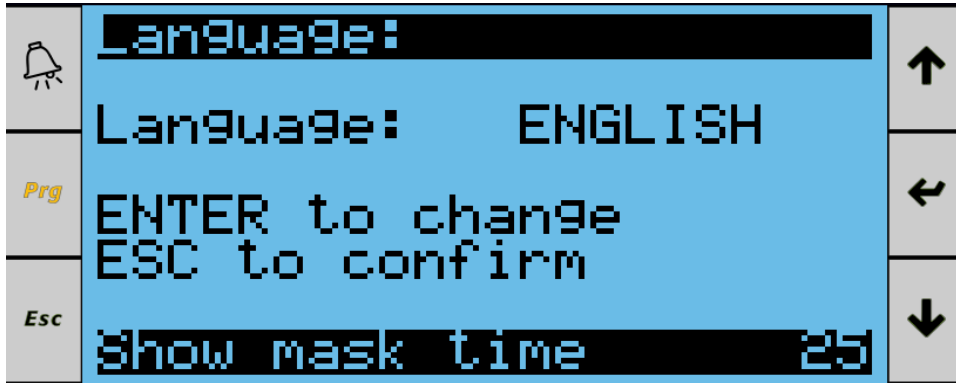 Language:
Language: ENGLISH
Prg
ENTER to change
ESC to confirm
Esc
Show mask time 25